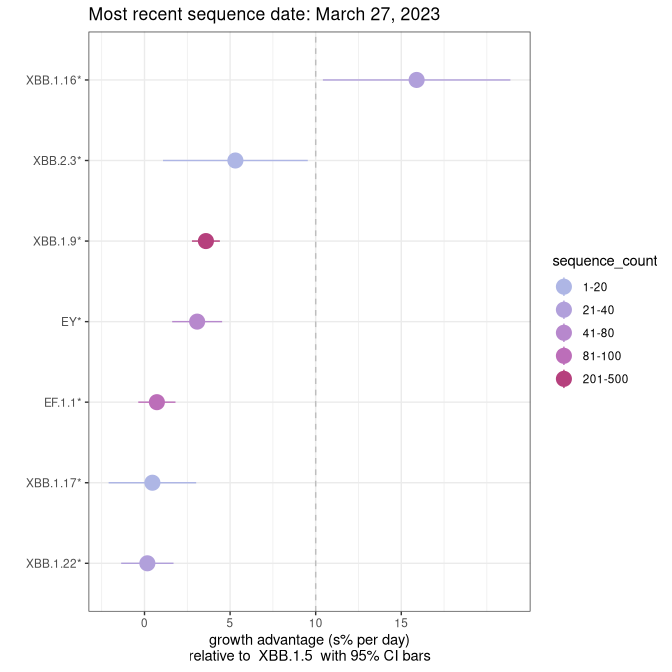 Most recent sequence date: March 27, 2023
XBB.1.16*
XBB.2.3*
XBB.1.9*
EY*
EF.1.1*
XBB.1.17*
XBB.1.22*
0 5 10 15
growth advantage (s% per day)
relative to XBB.1.5 with 95% CI bars
sequence_count
1-20
21-40
41-80
81-100
201-500